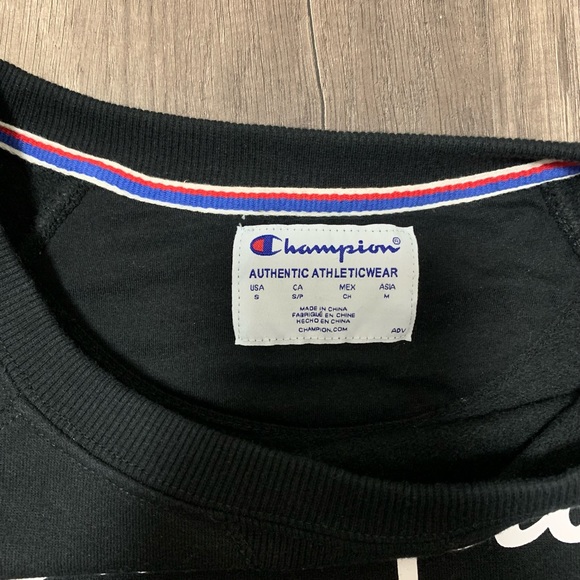 Champion®
AUTHENTIC ATHLETICWEAR
USA CA MEX ASIA
S S/P CH M
MADE IN CHINA
FABRIQUÉ EN CHINE
HECHO EN CHINA
CHAMPION.COM ADV